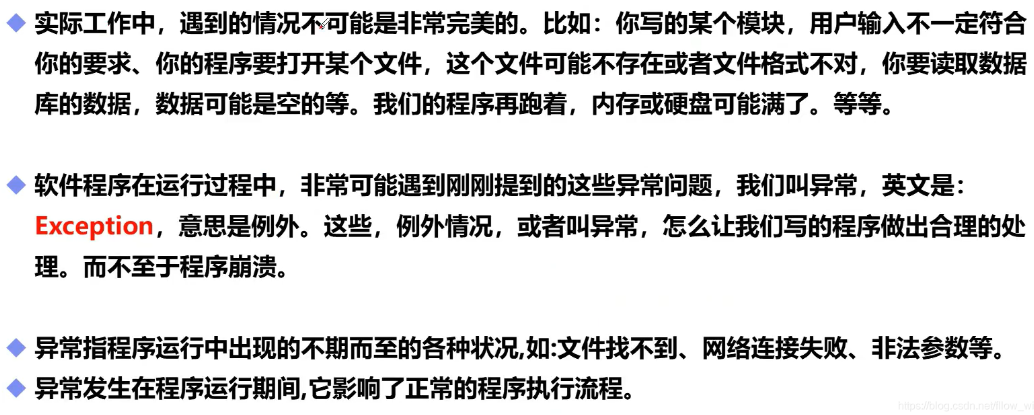 实际工作中，遇到的情况不可能是非常完美的。比如：你写的某个模块，用户输入不一定符合
你的要求、你的程序要打开某个文件，这个文件可能不存在或者文件格式不对，你要读取数据
库的数据，数据可能是空的等。我们的程序再跑着，内存或硬盘可能满了。等等。
软件程序在运行过程中，非常可能遇到刚刚提到的这些异常问题，我们叫异常，英文是：
Exception，意思是例外。这些，例外情况，或者叫异常，怎么让我们写的程序做出合理的处
理。而不至于程序崩溃。
异常指程序运行中出现的不期而至的各种状况,如:文件找不到、网络连接失败、非法参数等。
异常发生在程序运行期间,它影响了正常的程序执行流程。